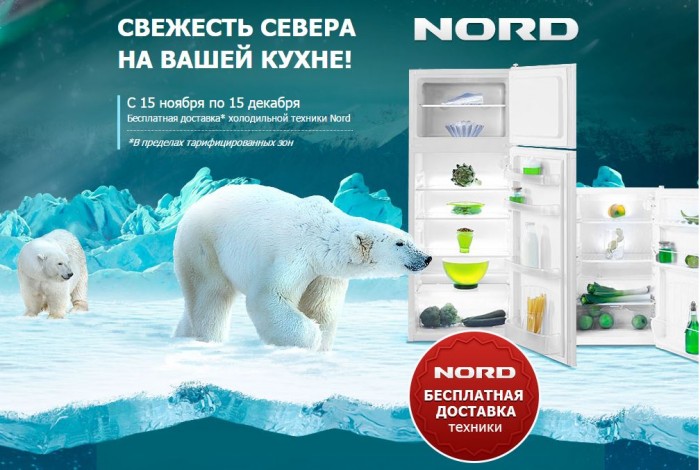 СВЕЖЕСТЬ СЕВЕРА
НА ВАШЕЙ КУХНЕ!
NORD
С 15 ноября по 15 декабря
Бесплатная доставка* холодильной техники Nord
*В пределах тарифицированных зон
NORD
БЕСПЛАТНАЯ
ДОСТАВКА
техники